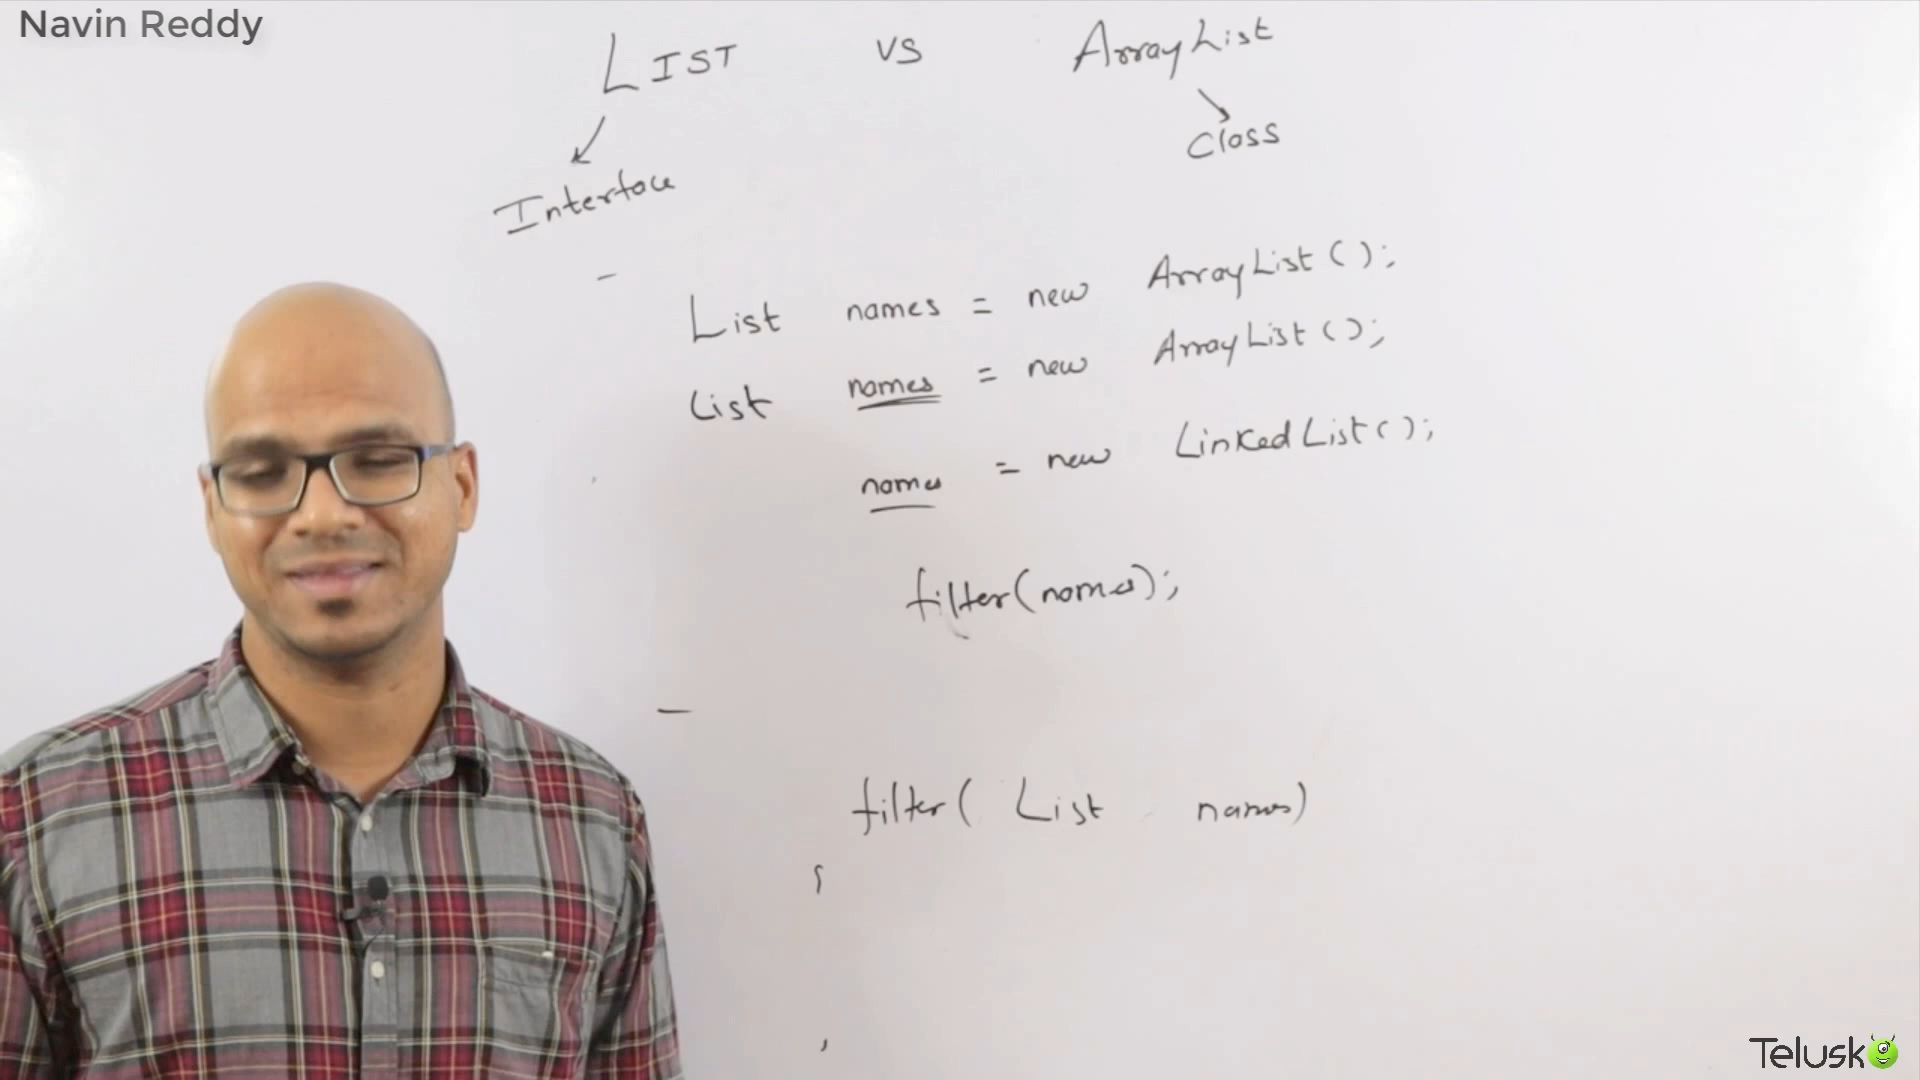 Navin Reddy
LIST vs ArrayList
Interface
Class
List names = new ArrayList();
List names = new ArrayList();
names = new LinkedList();
filter(names);
filter( List names)
{
Telusko